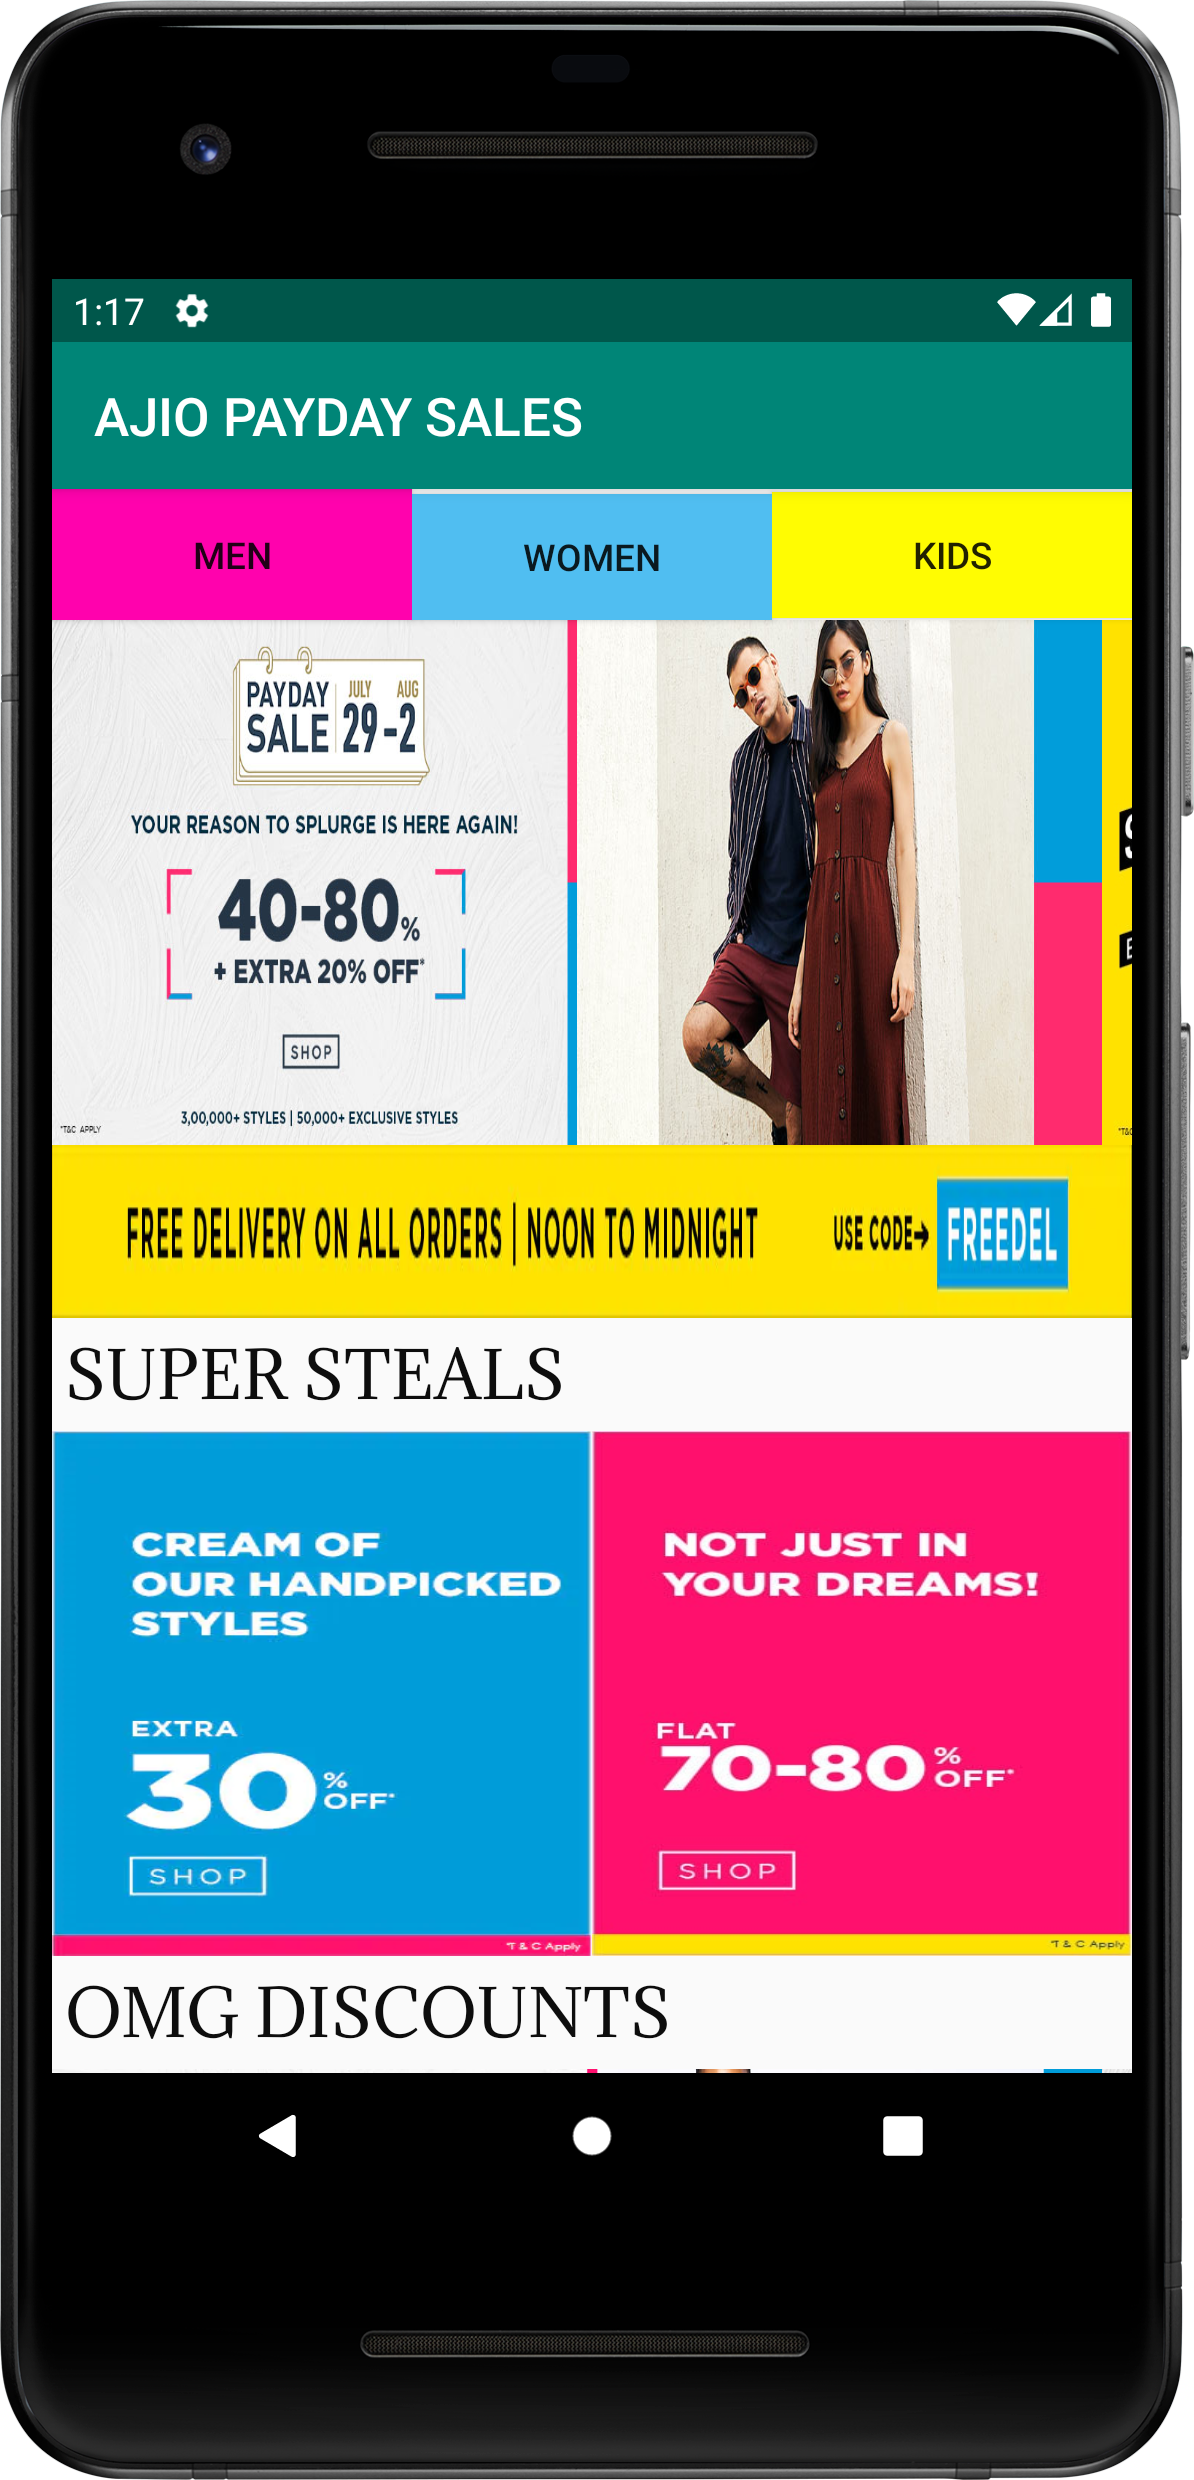 1:17
AJIO PAYDAY SALES
MEN
WOMEN
KIDS
PAYDAY
SALE
JULY AUG
29-2
YOUR REASON TO SPLURGE IS HERE AGAIN!
40-80%
+ EXTRA 20% OFF*
SHOP
3,00,000+ STYLES | 50,000+ EXCLUSIVE STYLES
*T&C APPLY
FREE DELIVERY ON ALL ORDERS | NOON TO MIDNIGHT
USE CODE→ FREEDEL
SUPER STEALS
CREAM OF
OUR HANDPICKED
STYLES
EXTRA
30% OFF*
SHOP
*T & C Apply
NOT JUST IN
YOUR DREAMS!
FLAT
70-80% OFF*
SHOP
*T & C Apply
OMG DISCOUNTS